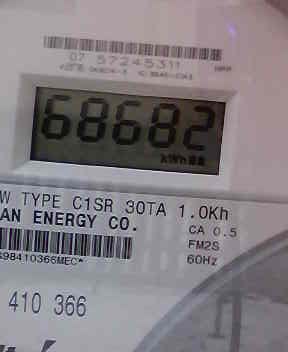 07 57245311
68682
kWh
W TYPE C1SR 30TA 1.0Kh
AN ENERGY CO.
CA 0.5
FM2S
60Hz
98410366MEC*
410 366